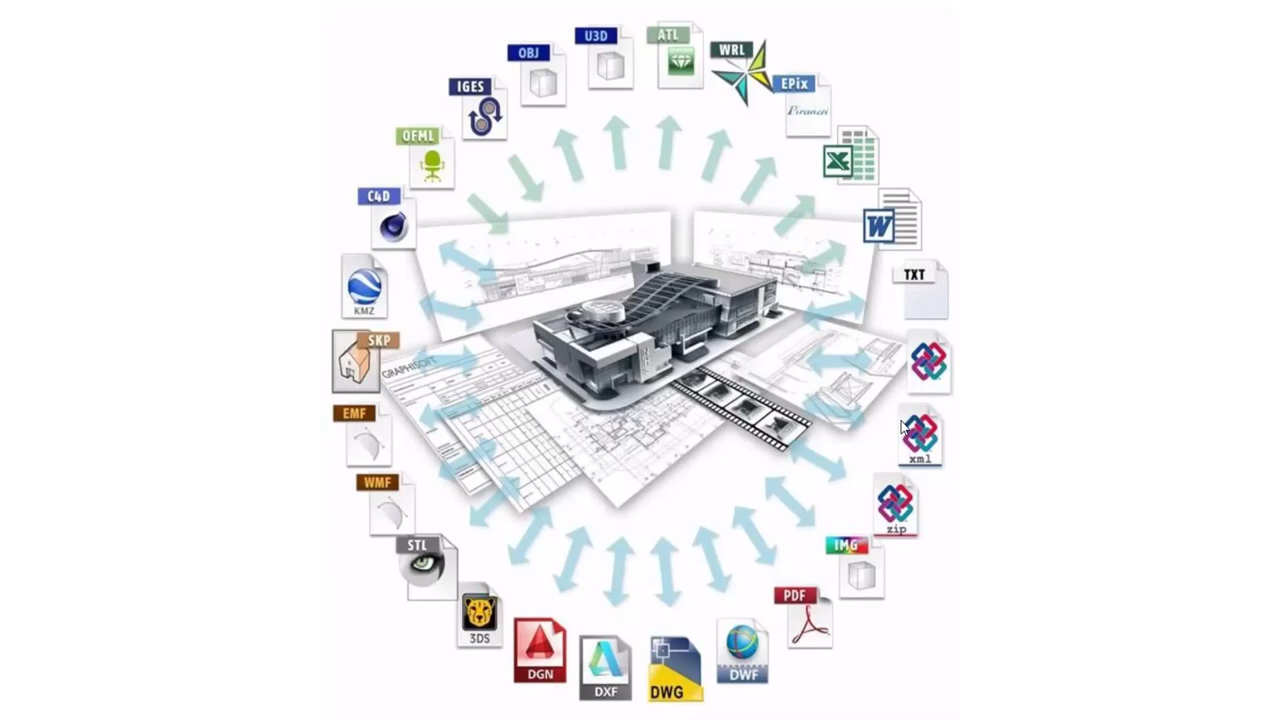 U3D
ATL
WRL
OBJ
EPix
Piranesi
IGES
OFML
X
C4D
W
TXT
KMZ
SKP
GRAPHISOFT
EMF
xml
WMF
zip
STL
IMG
PDF
3DS
DGN
DXF
DWG
DWF